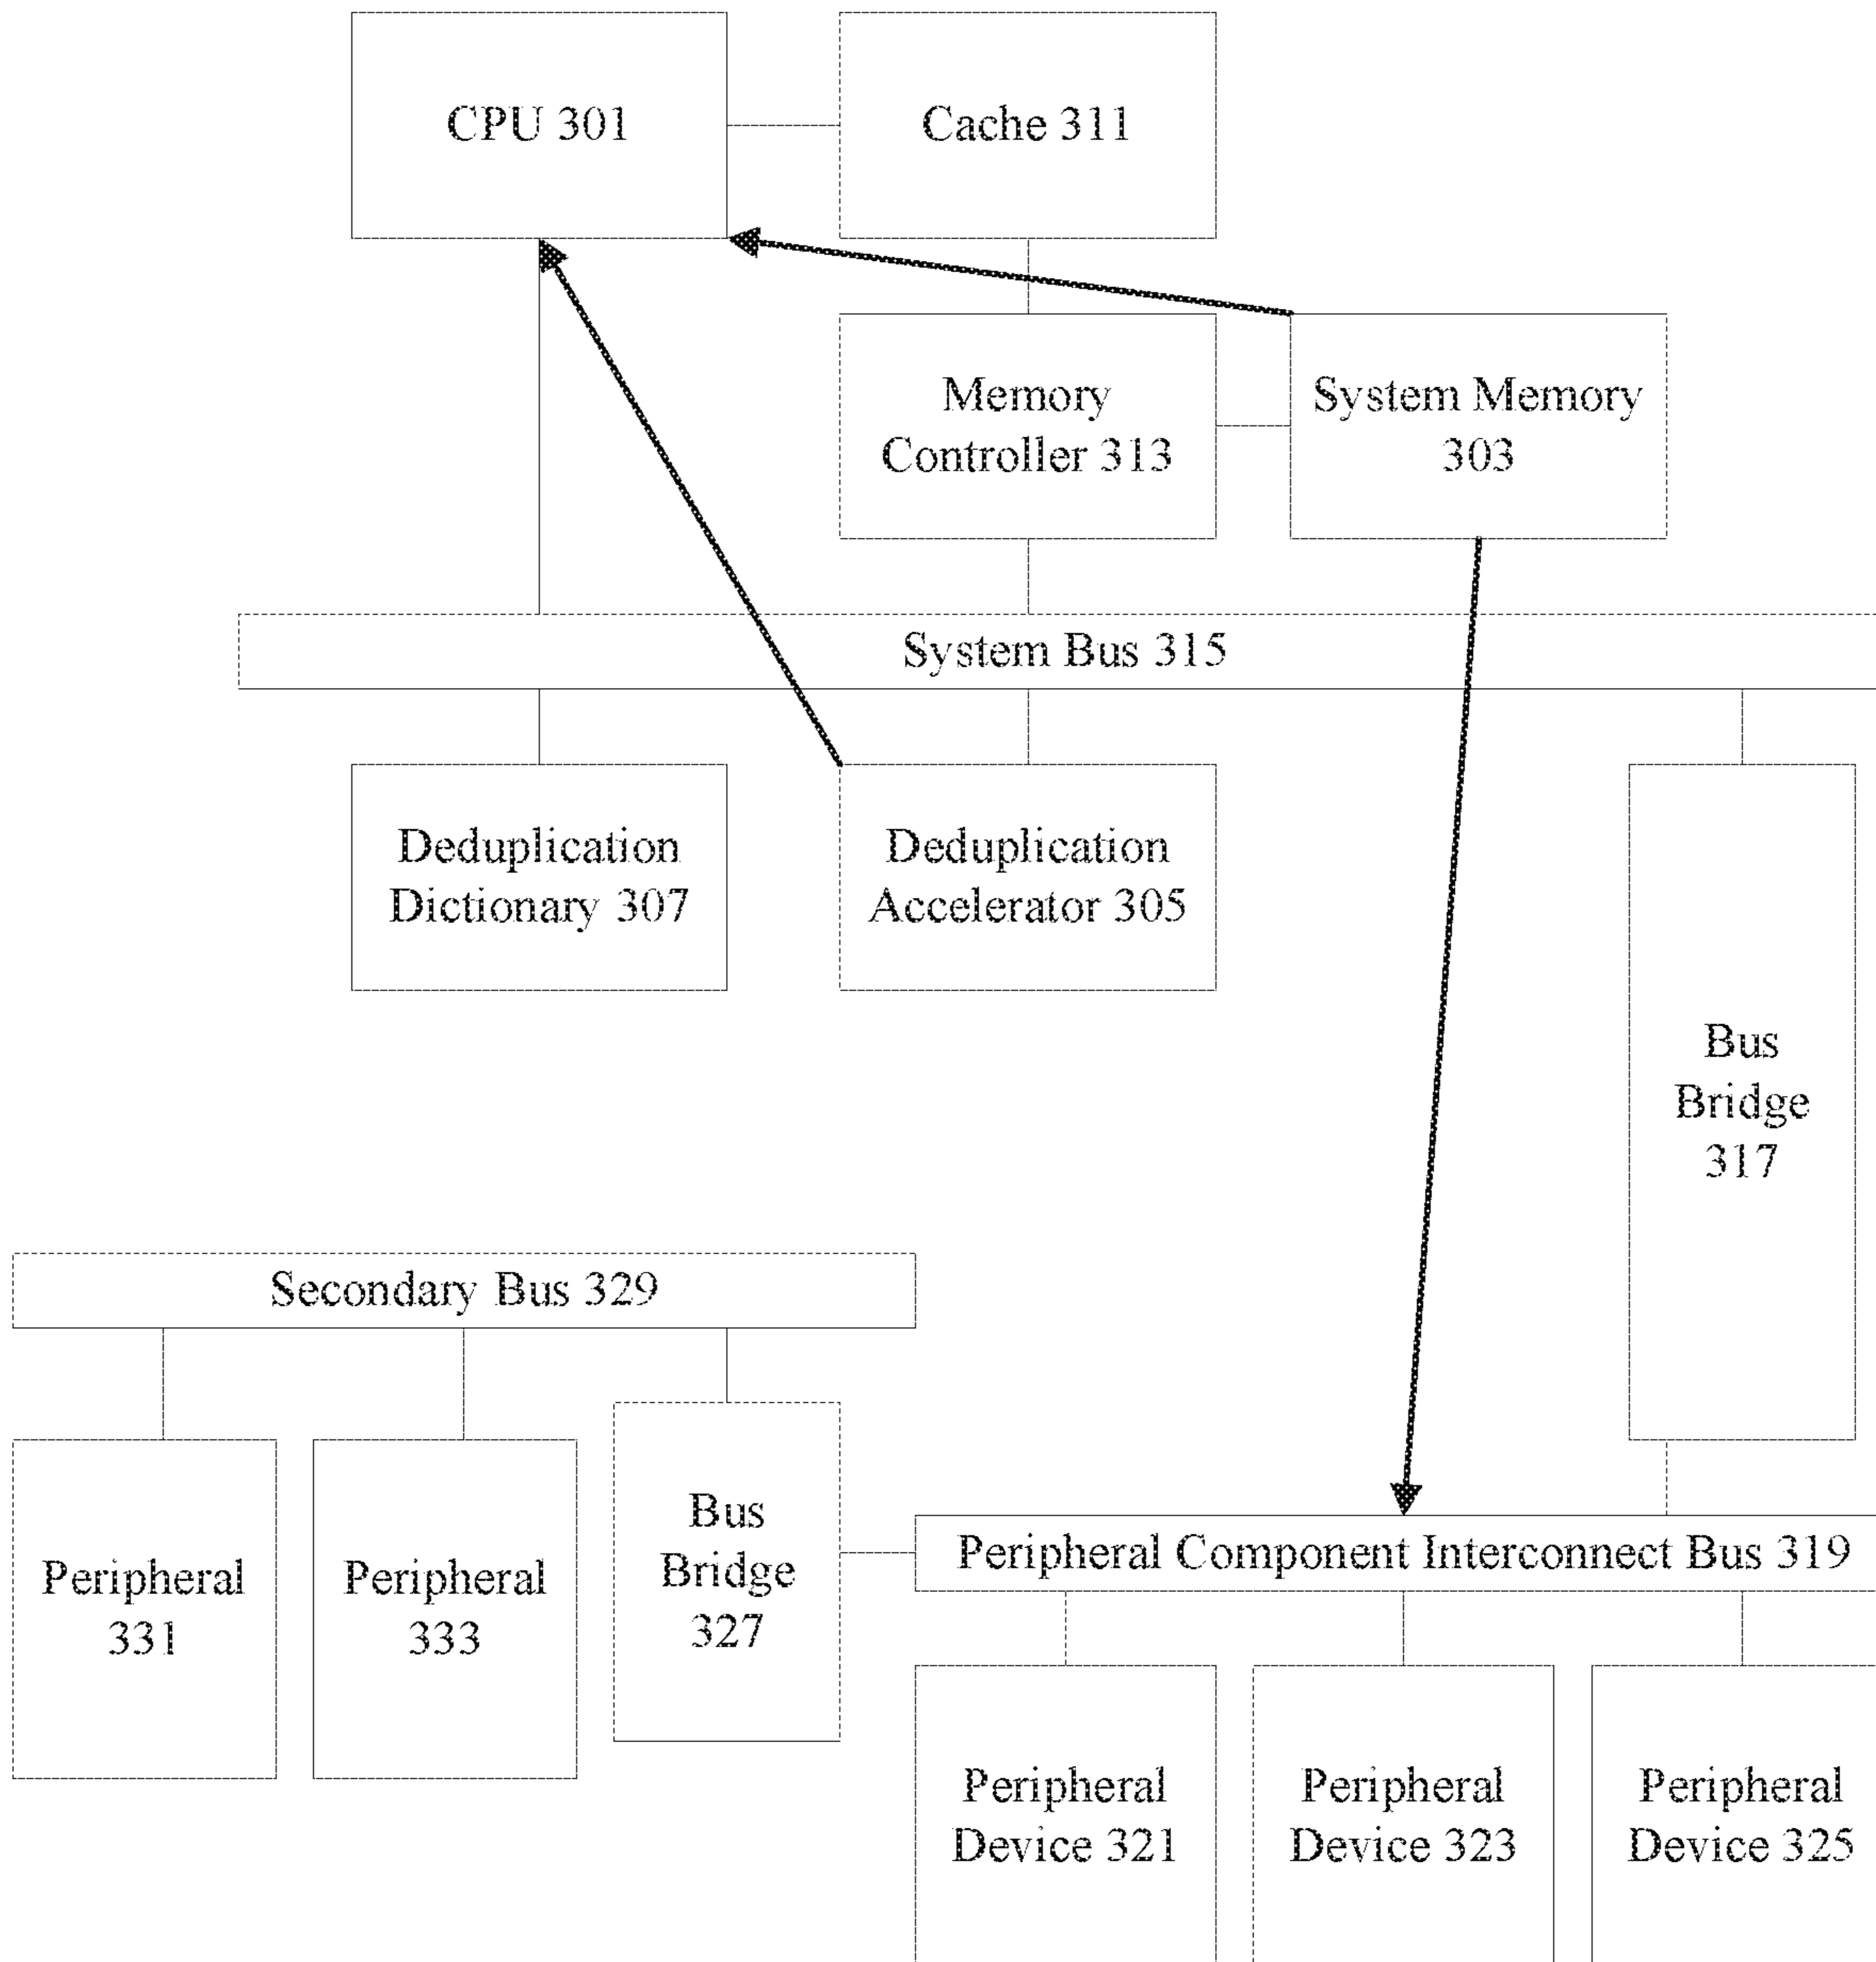 CPU 301
Cache 311
Memory
Controller 313
System Memory
303
System Bus 315
Deduplication
Dictionary 307
Deduplication
Accelerator 305
Bus
Bridge
317
Secondary Bus 329
Peripheral
331
Peripheral
333
Bus
Bridge
327
Peripheral Component Interconnect Bus 319
Peripheral
Device 321
Peripheral
Device 323
Peripheral
Device 325